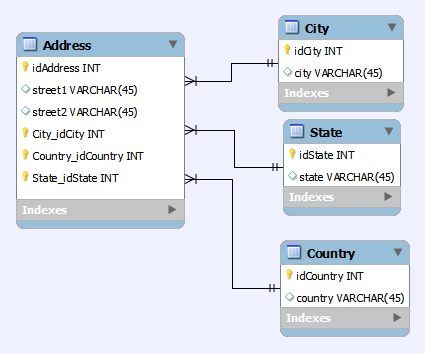 Address
idAddress INT
street1 VARCHAR(45)
street2 VARCHAR(45)
City_idCity INT
Country_idCountry INT
State_idState INT
Indexes
City
idCity INT
city VARCHAR(45)
Indexes
State
idState INT
state VARCHAR(45)
Indexes
Country
idCountry INT
country VARCHAR(45)
Indexes